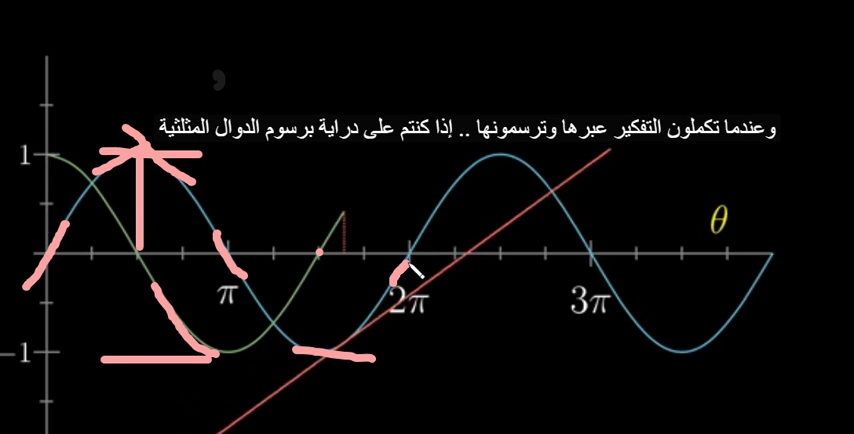 وعندما تكملون التفكير عبرها وترسمونها .. إذا كنتم على دراية برسوم الدوال المثلثية
1
θ
π
2π
3π
-1